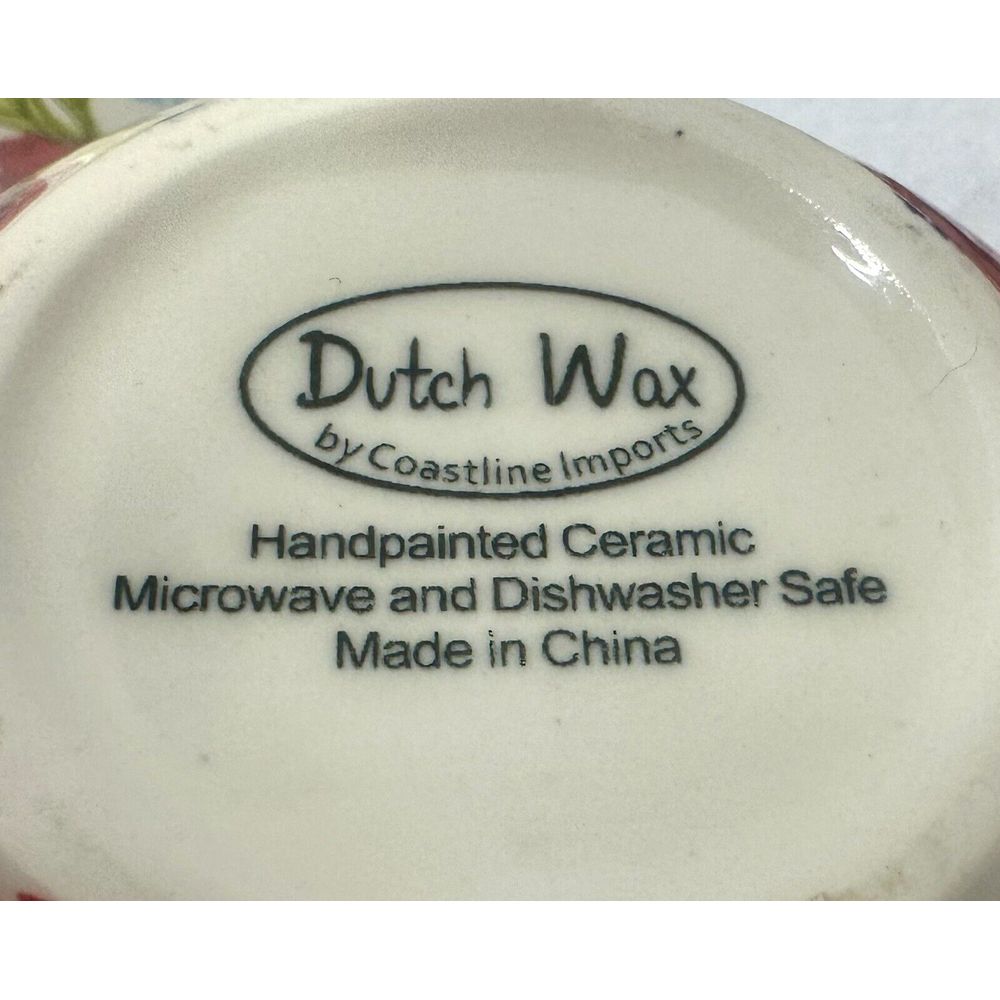 Dutch Wax
by Coastline Imports
Handpainted Ceramic
Microwave and Dishwasher Safe
Made in China